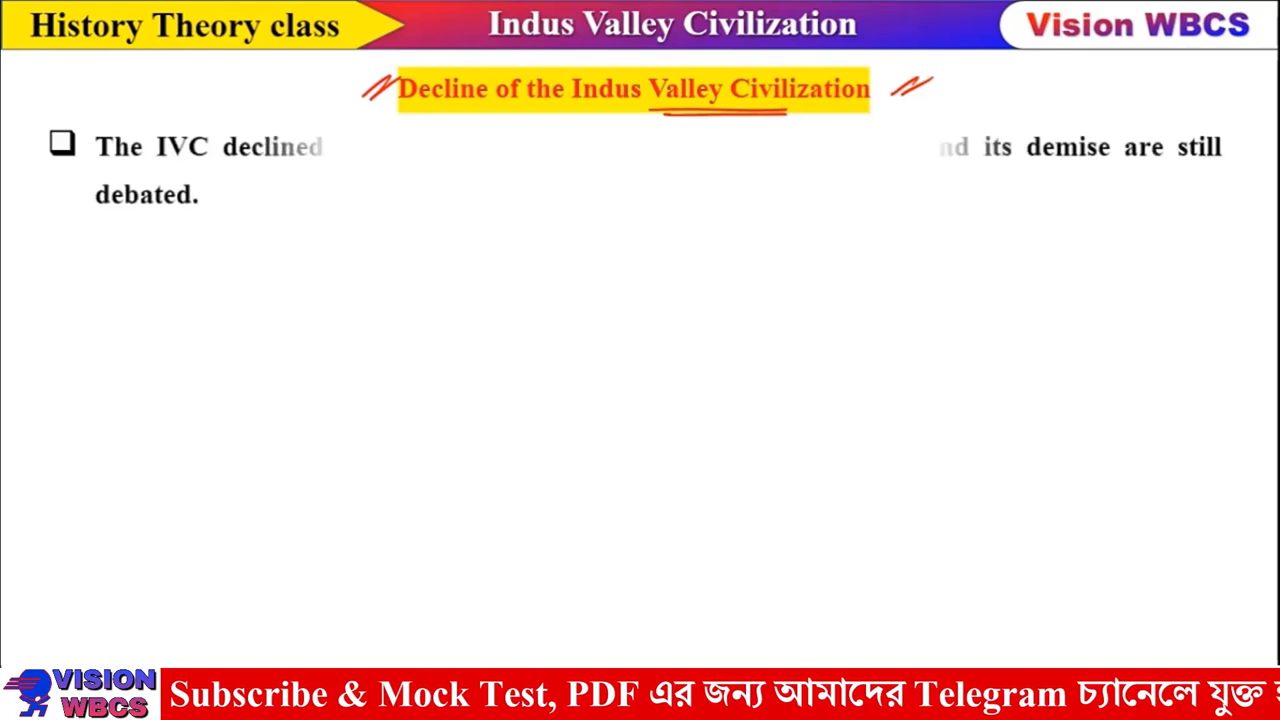 History Theory class
Indus Valley Civilization
Vision WBCS
Decline of the Indus Valley Civilization
The IVC declined its demise are still
debated.
VISION
WBCS
Subscribe & Mock Test, PDF এর জন্য আমাদের Telegram চ্যানেলে যুক্ত